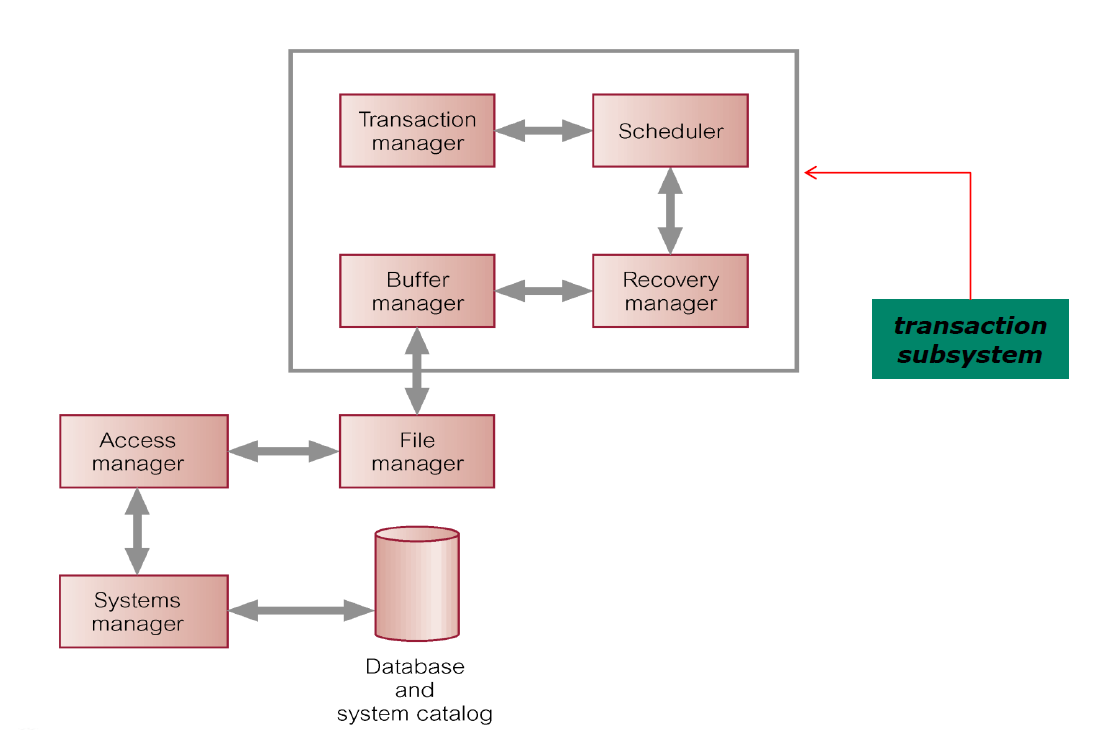 Transaction
manager
Scheduler
Buffer
manager
Recovery
manager
transaction
subsystem
Access
manager
File
manager
Systems
manager
Database
and
system catalog